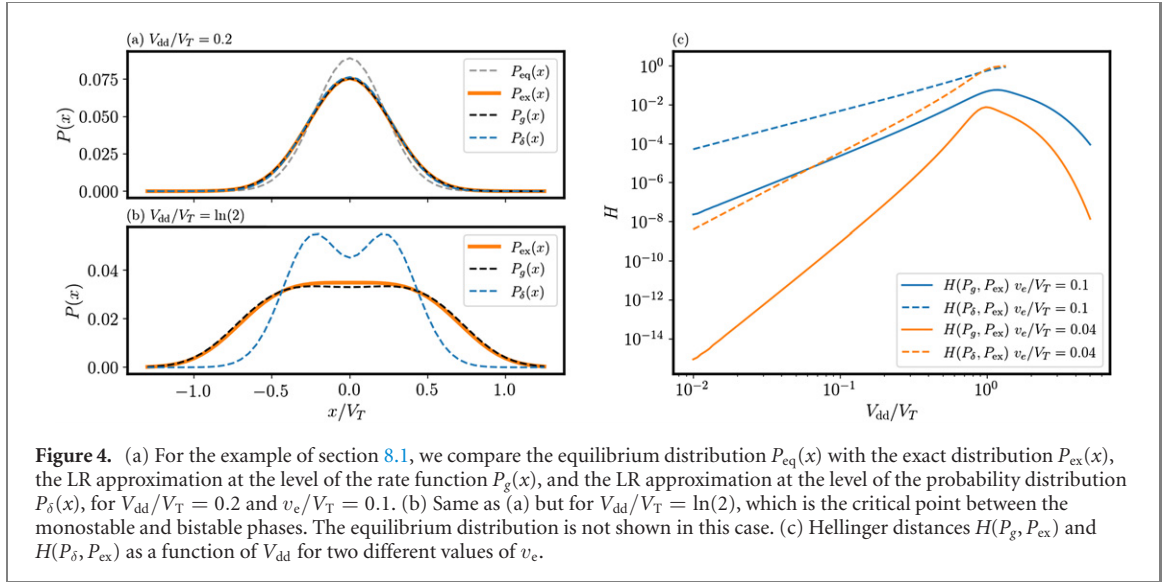 (a) V_dd/V_T = 0.2
P(x)
0.075
0.050
0.025
0.000
P_eq(x)
P_ex(x)
P_g(x)
P_δ(x)
(b) V_dd/V_T = ln(2)
P(x)
0.04
0.02
0.00
P_ex(x)
P_g(x)
P_δ(x)
−1.0 −0.5 0.0 0.5 1.0
x/V_T
(c)
H
10^0
10^−2
10^−4
10^−6
10^−8
10^−10
10^−12
10^−14
H(P_g, P_ex) v_e/V_T = 0.1
H(P_δ, P_ex) v_e/V_T = 0.1
H(P_g, P_ex) v_e/V_T = 0.04
H(P_δ, P_ex) v_e/V_T = 0.04
10^−2 10^−1 10^0
V_dd/V_T
Figure 4. (a) For the example of section 8.1, we compare the equilibrium distribution P_eq(x) with the exact distribution P_ex(x),
the LR approximation at the level of the rate function P_g(x), and the LR approximation at the level of the probability distribution
P_δ(x), for V_dd/V_T = 0.2 and v_e/V_T = 0.1. (b) Same as (a) but for V_dd/V_T = ln(2), which is the critical point between the
monostable and bistable phases. The equilibrium distribution is not shown in this case. (c) Hellinger distances H(P_g, P_ex) and
H(P_δ, P_ex) as a function of V_dd for two different values of v_e.